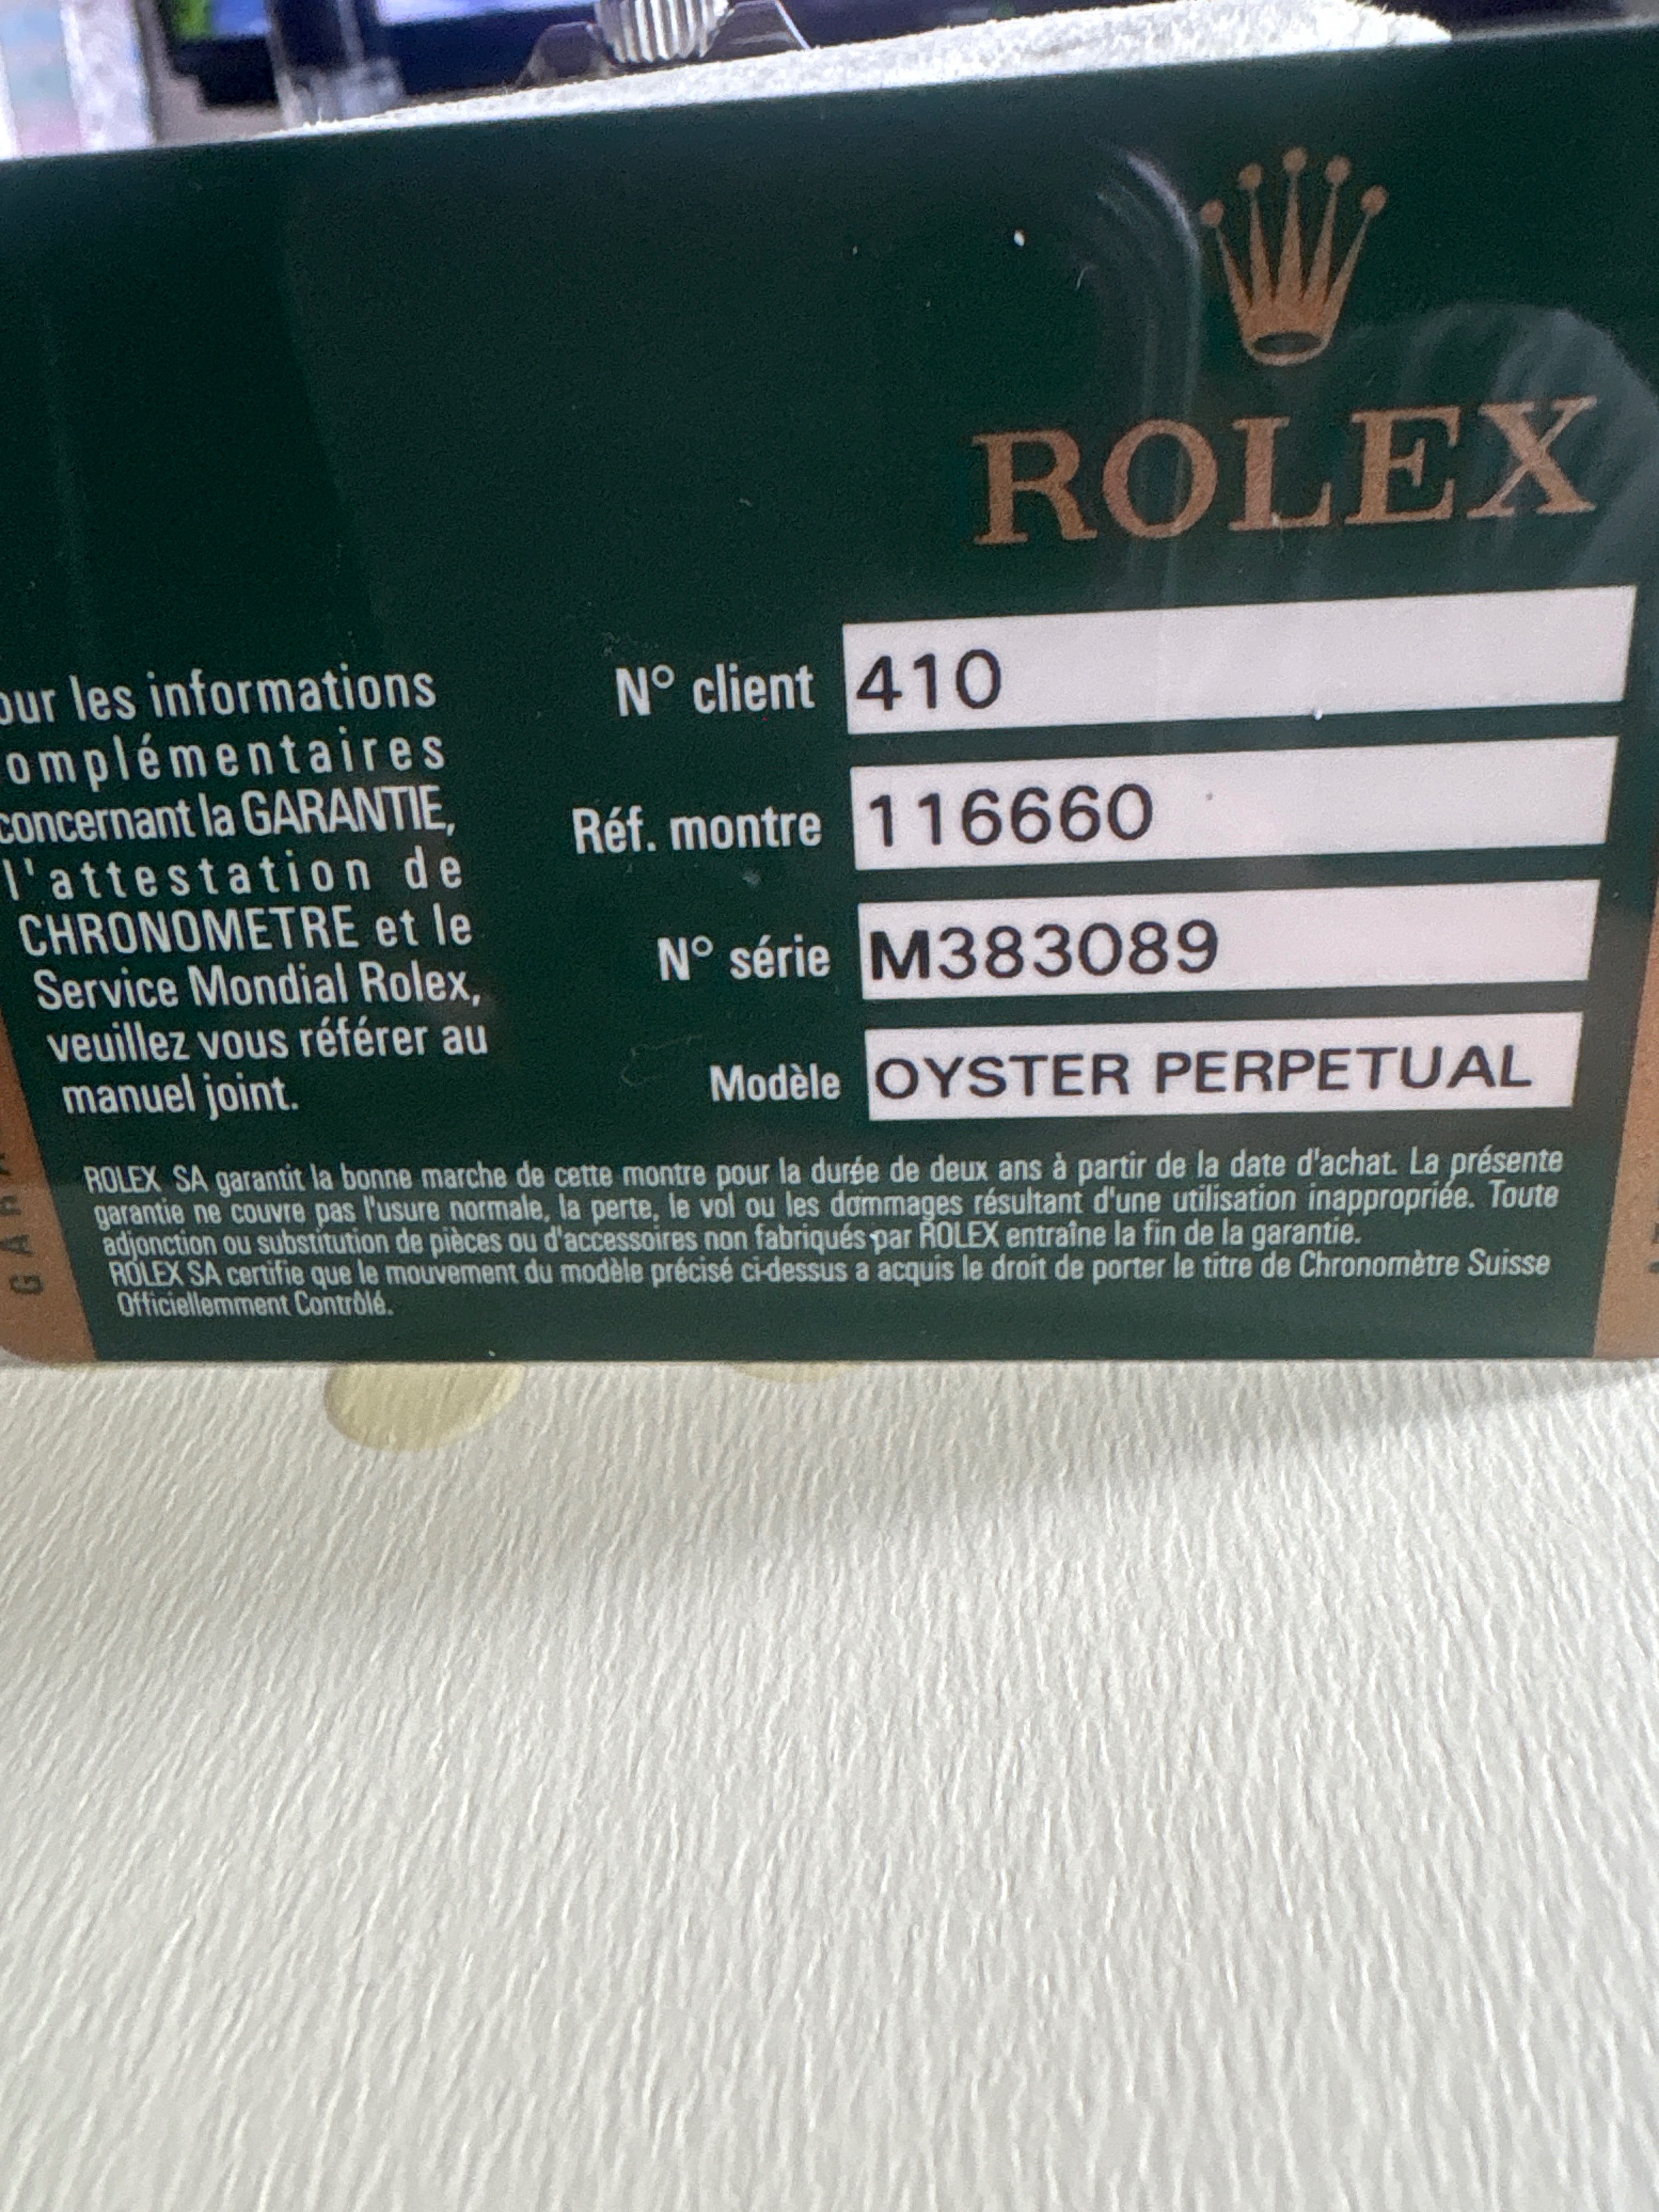 ROLEX
N° client 410
Réf. montre 116660
N° série M383089
Modèle OYSTER PERPETUAL
les informations
concernant la GARANTIE,
l'attestation de
CHRONOMETRE et le
Service Mondial Rolex,
veuillez vous référer au
manuel joint.
ROLEX SA garantit la bonne marche de cette montre pour la durée de deux ans à partir de la date d'achat. La présente
garantie ne couvre pas l'usure normale, la perte, le vol ou les dommages résultant d'une utilisation inappropriée. Toute
adjonction ou substitution de pièces ou d'accessoires non fabriqués par ROLEX entraîne la fin de la garantie.
ROLEX SA certifie que le mouvement du modèle précisé ci-dessus a acquis le droit de porter le titre de Chronomètre Suisse
Officiellemment Contrôlé.